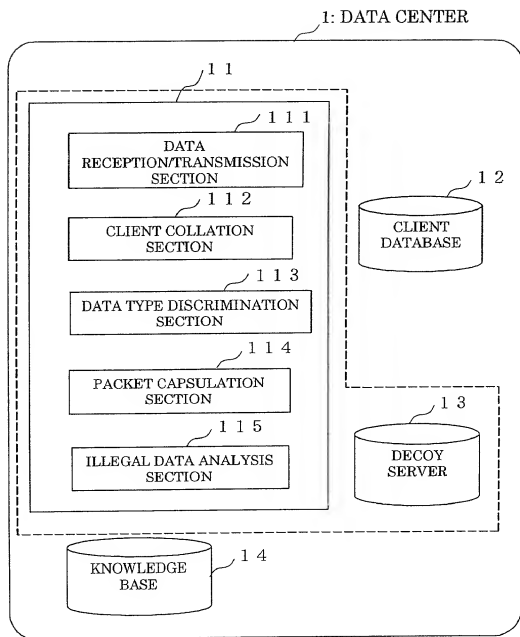 1: DATA CENTER
1 1
1 1 1
DATA
RECEPTION/TRANSMISSION
SECTION
1 1 2
CLIENT COLLATION
SECTION
1 2
CLIENT
DATABASE
1 1 3
DATA TYPE DISCRIMINATION
SECTION
1 1 4
PACKET CAPSULATION
SECTION
1 1 5
ILLEGAL DATA ANALYSIS
SECTION
1 3
DECOY
SERVER
1 4
KNOWLEDGE
BASE